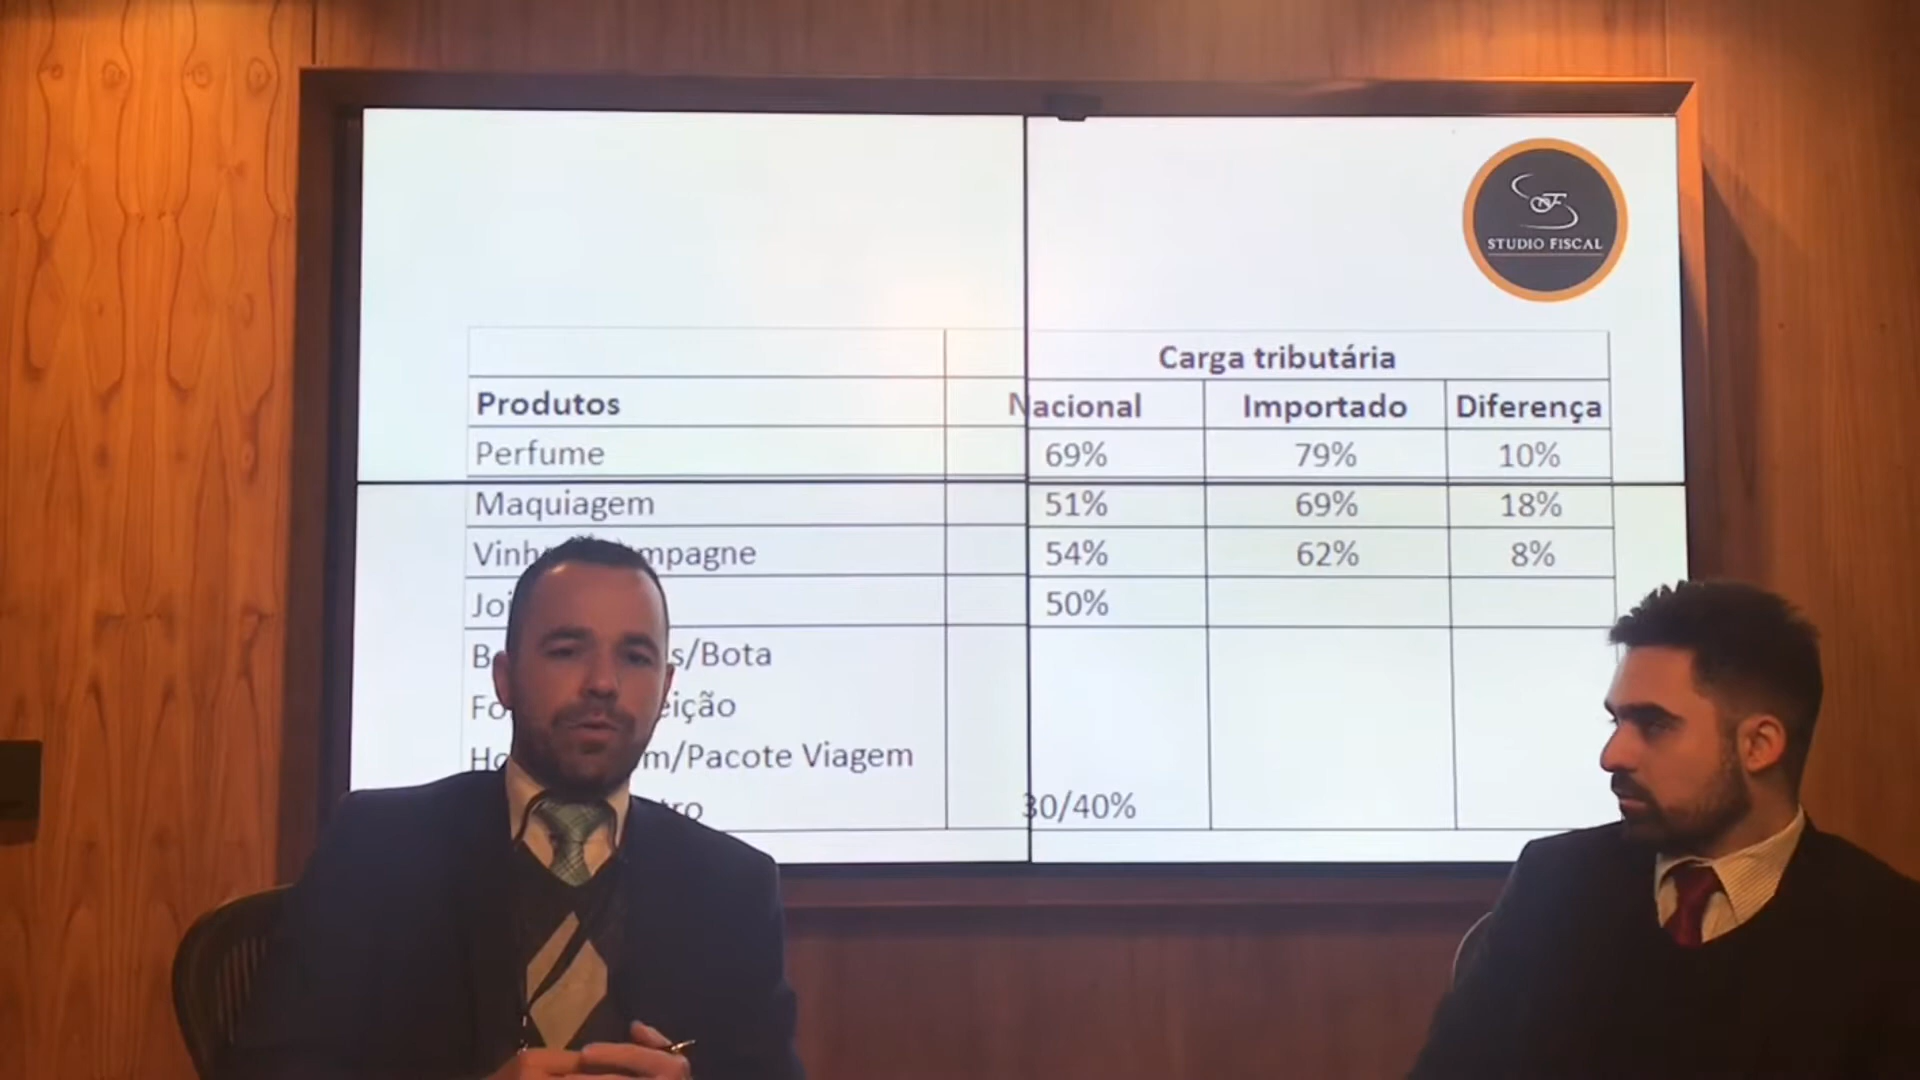 STUDIO FISCAL
Carga tributária
Produtos Nacional Importado Diferença
Perfume 69% 79% 10%
Maquiagem 51% 69% 18%
54% 62% 8%
50%
Pacote Viagem
30/40%